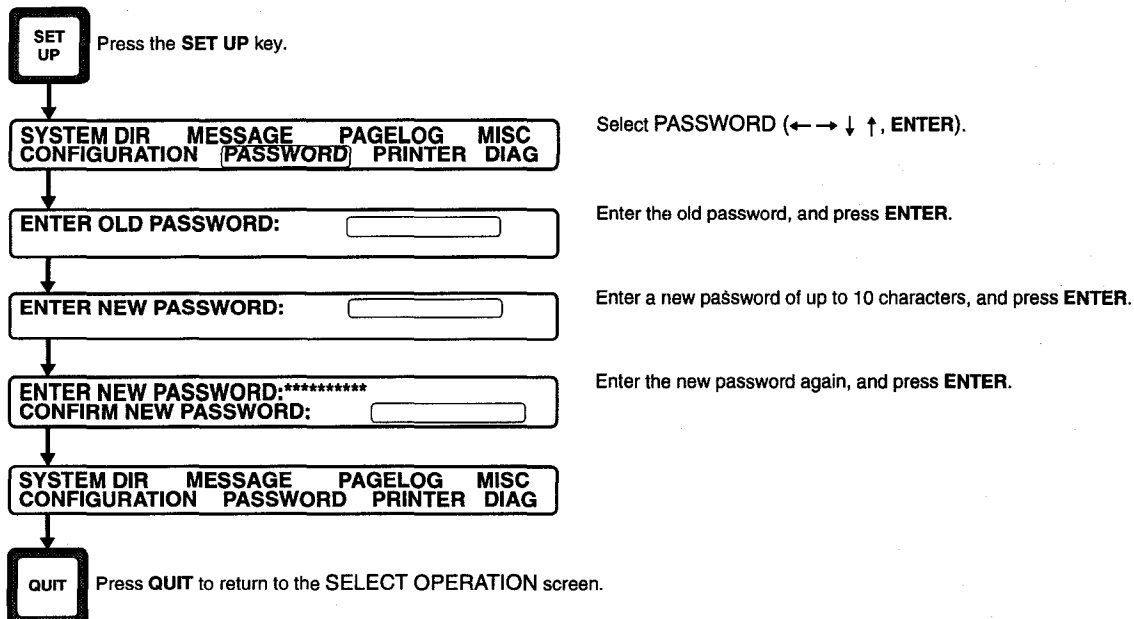 SET
UP
Press the SET UP key.
SYSTEM DIR MESSAGE PAGELOG MISC
CONFIGURATION PASSWORD PRINTER DIAG
Select PASSWORD (←→ ↓ ↑, ENTER).
ENTER OLD PASSWORD:
Enter the old password, and press ENTER.
ENTER NEW PASSWORD:
Enter a new password of up to 10 characters, and press ENTER.
ENTER NEW PASSWORD:**********
CONFIRM NEW PASSWORD:
Enter the new password again, and press ENTER.
SYSTEM DIR MESSAGE PAGELOG MISC
CONFIGURATION PASSWORD PRINTER DIAG
QUIT
Press QUIT to return to the SELECT OPERATION screen.